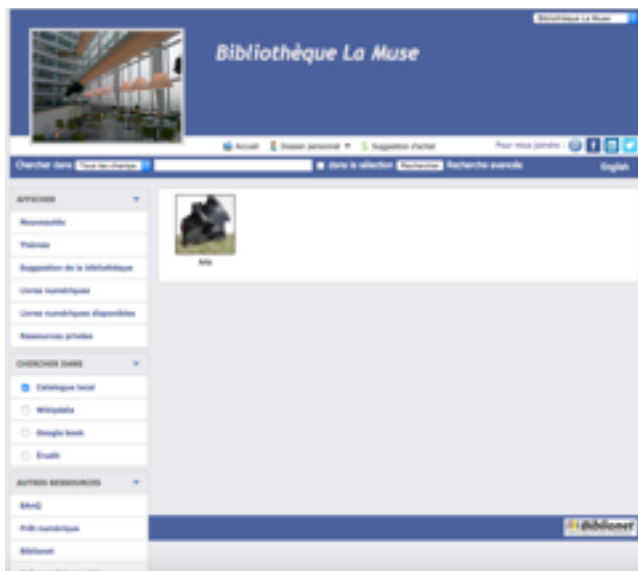 Bibliothèque La Muse
Bibliothèque La Muse
Accueil Dossier personnel Suggestion d'achat Pour nous joindre :
Chercher dans Tous les champs dans la sélection Rechercher Recherche avancée English
AFFICHER
Nouveautés
Thèmes
Suggestion de la bibliothèque
Livres numériques
Livres numériques disponibles
Ressources privées
Arts
CHERCHER DANS
Catalogue local
Wikipédia
Google book
Érudit
AUTRES RESSOURCES
BAnQ
Prêt numérique
Biblionet
Biblionet